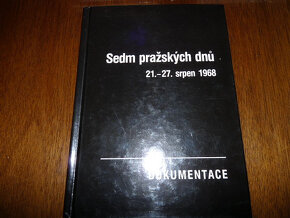 Sedm pražských dnů
21.–27. srpen 1968
DOKUMENTACE